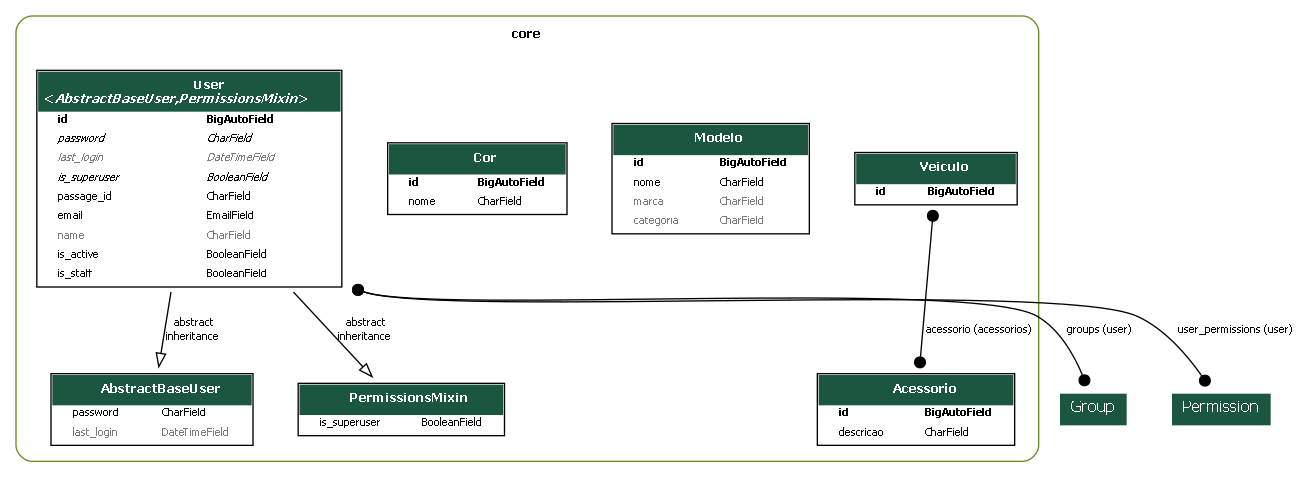 core
User
<AbstractBaseUser,PermissionsMixin>
id BigAutoField
password CharField
last_login DateTimeField
is_superuser BooleanField
passage_id CharField
email EmailField
name CharField
is_active BooleanField
is_staff BooleanField
Cor
id BigAutoField
nome CharField
Modelo
id BigAutoField
nome CharField
marca CharField
categoria CharField
Veiculo
id BigAutoField
abstract
inheritance
abstract
inheritance
acessorio (acessorios)
groups (user)
user_permissions (user)
AbstractBaseUser
password CharField
last_login DateTimeField
PermissionsMixin
is_superuser BooleanField
Acessorio
id BigAutoField
descricao CharField
Group
Permission